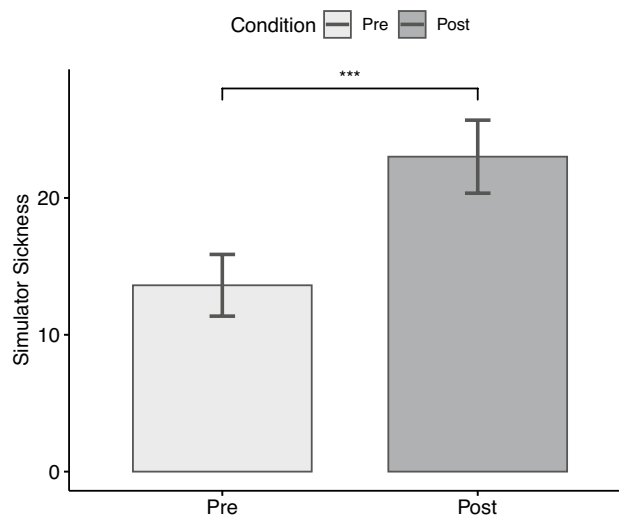 Condition Pre Post
***
Simulator Sickness
20
10
0
Pre Post